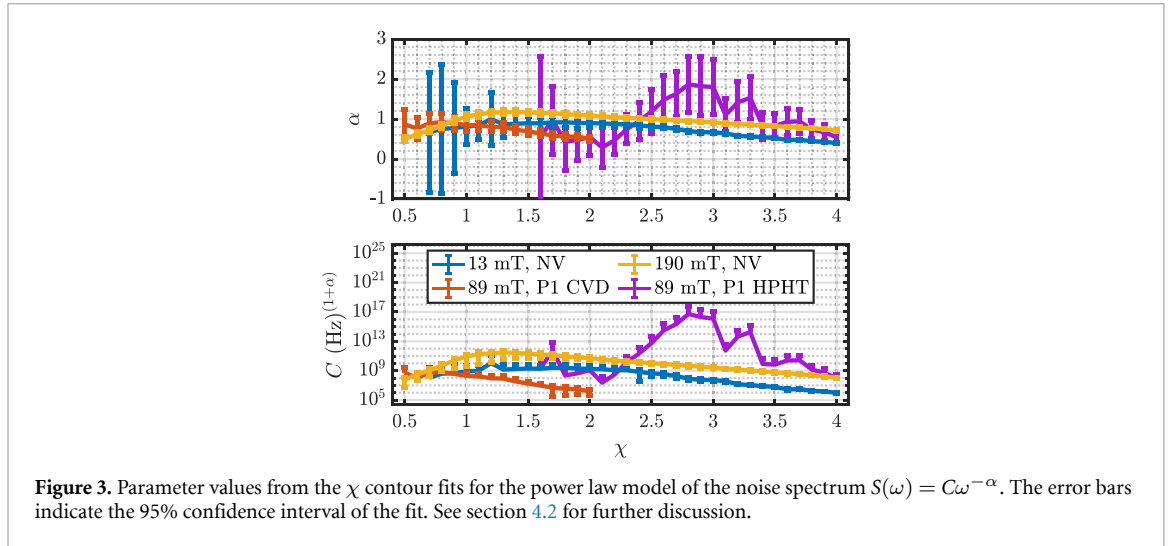 3
2
1
0
-1
α
0.5 1 1.5 2 2.5 3 3.5 4
10^25
10^21
10^17
10^13
10^9
10^5
C (Hz)^(1+α)
13 mT, NV 190 mT, NV
89 mT, P1 CVD 89 mT, P1 HPHT
0.5 1 1.5 2 2.5 3 3.5 4
χ
Figure 3. Parameter values from the χ contour fits for the power law model of the noise spectrum S(ω) = Cω^−α. The error bars
indicate the 95% confidence interval of the fit. See section 4.2 for further discussion.